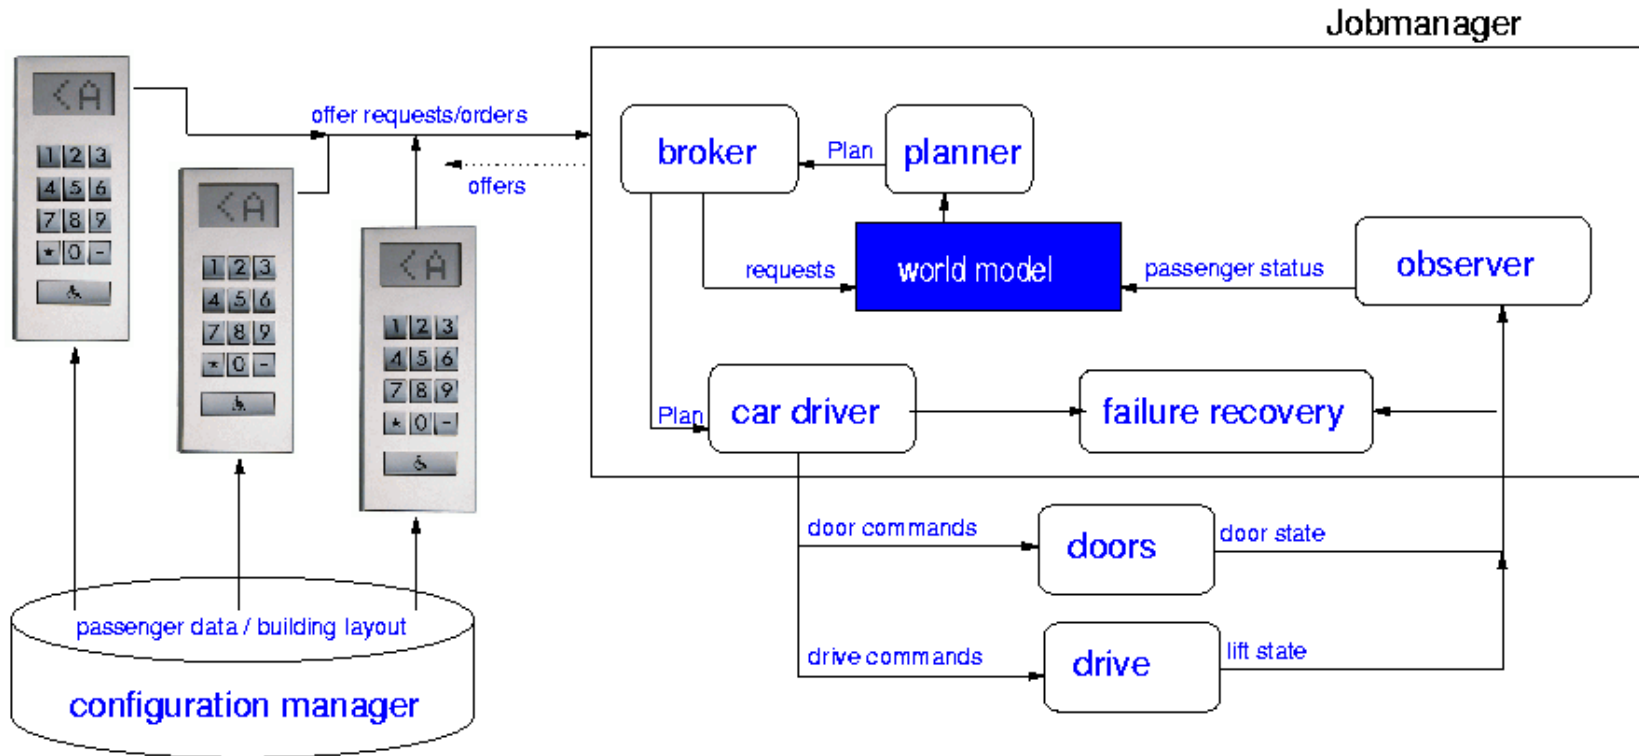 Jobmanager
<A
1 2 3
4 5 6
7 8 9
* 0 -
<A
1 2 3
4 5 6
7 8 9
* 0 -
<A
1 2 3
4 5 6
7 8 9
* 0 -
offer requests/orders
offers
broker
Plan
planner
requests
world model
passenger status
observer
Plan
car driver
failure recovery
door commands
doors
door state
drive commands
drive
lift state
passenger data / building layout
configuration manager